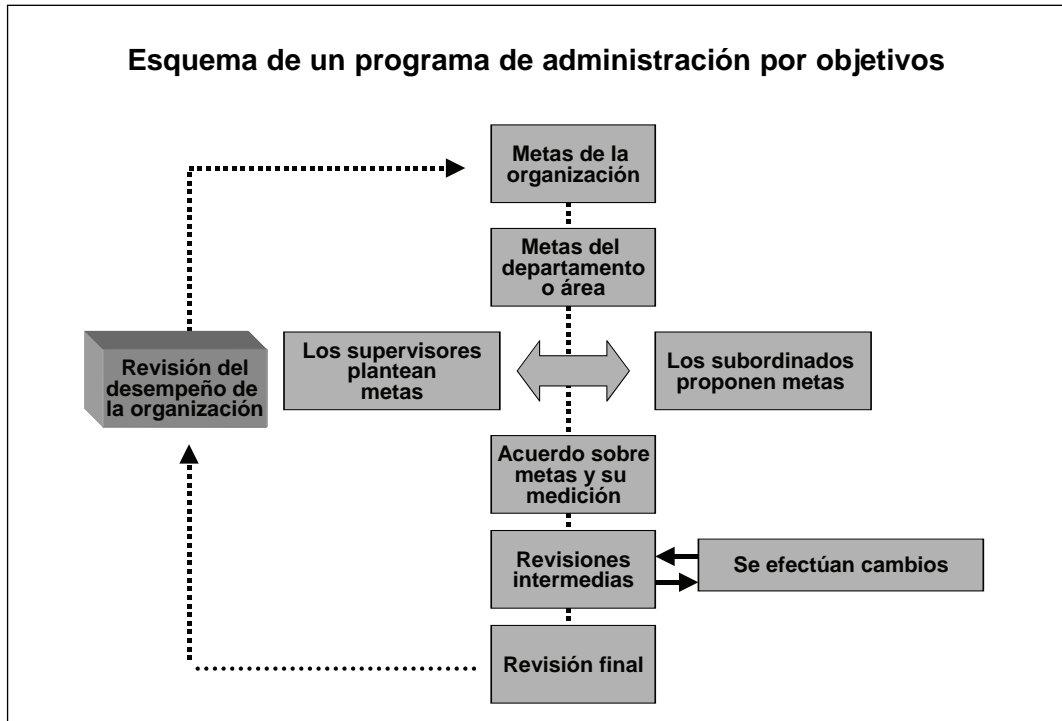 Esquema de un programa de administración por objetivos
Metas de la
organización
Metas del
departamento
o área
Revisión del
desempeño de
la organización
Los supervisores
plantean
metas
Los subordinados
proponen metas
Acuerdo sobre
metas y su
medición
Revisiones
intermedias
Se efectúan cambios
Revisión final